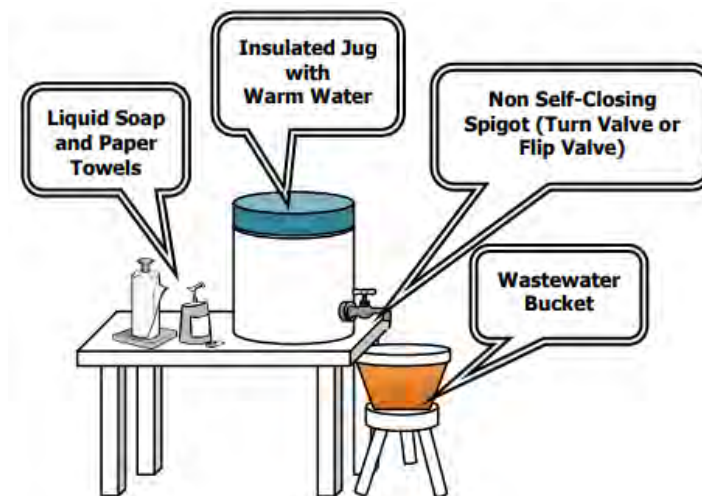 Liquid Soap
and Paper
Towels
Insulated Jug
with
Warm Water
Non Self-Closing
Spigot (Turn Valve or
Flip Valve)
Wastewater
Bucket